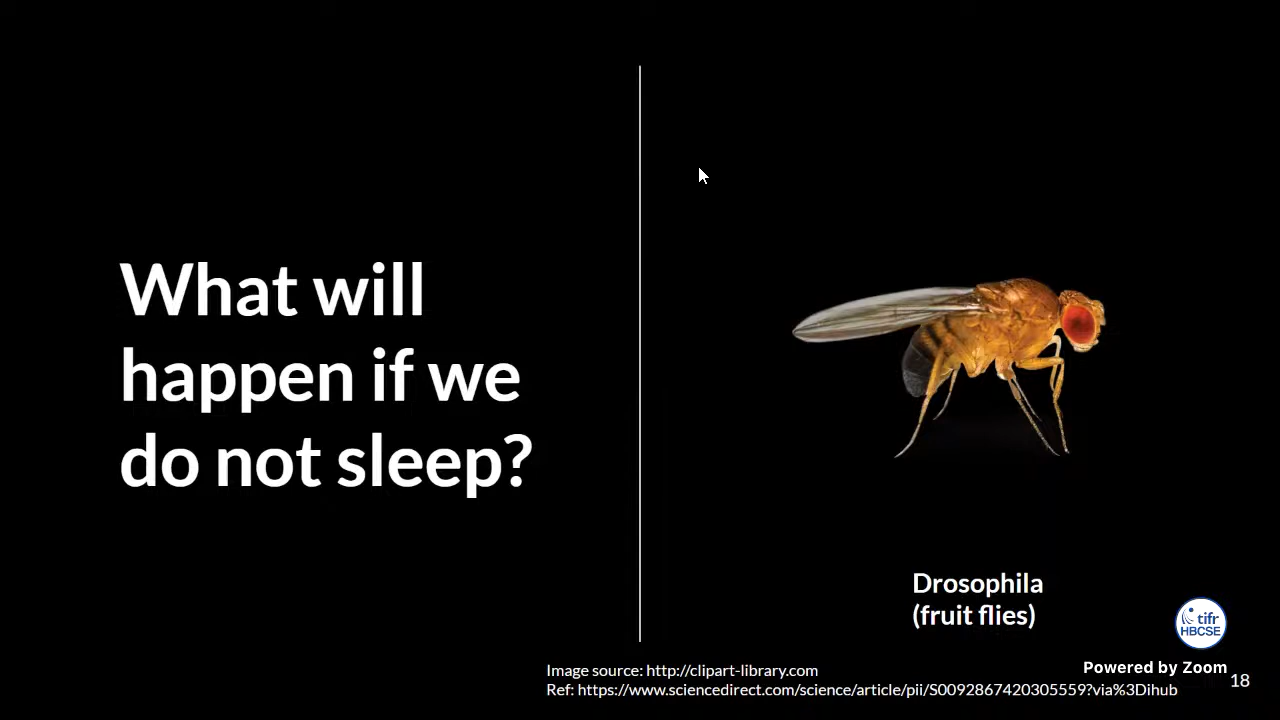 What will
happen if we
do not sleep?
Drosophila
(fruit flies)
tifr
HBCSE
Powered by Zoom
Image source: http://clipart-library.com
Ref: https://www.sciencedirect.com/science/article/pii/S0092867420305559?via%3Dihub
18